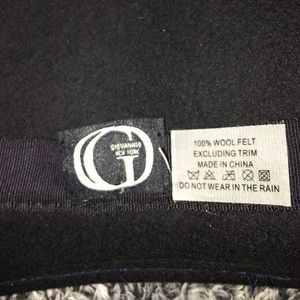 G
GIOVANNIO
NEW YORK
100% WOOL FELT
EXCLUDING TRIM
MADE IN CHINA
DO NOT WEAR IN THE RAIN